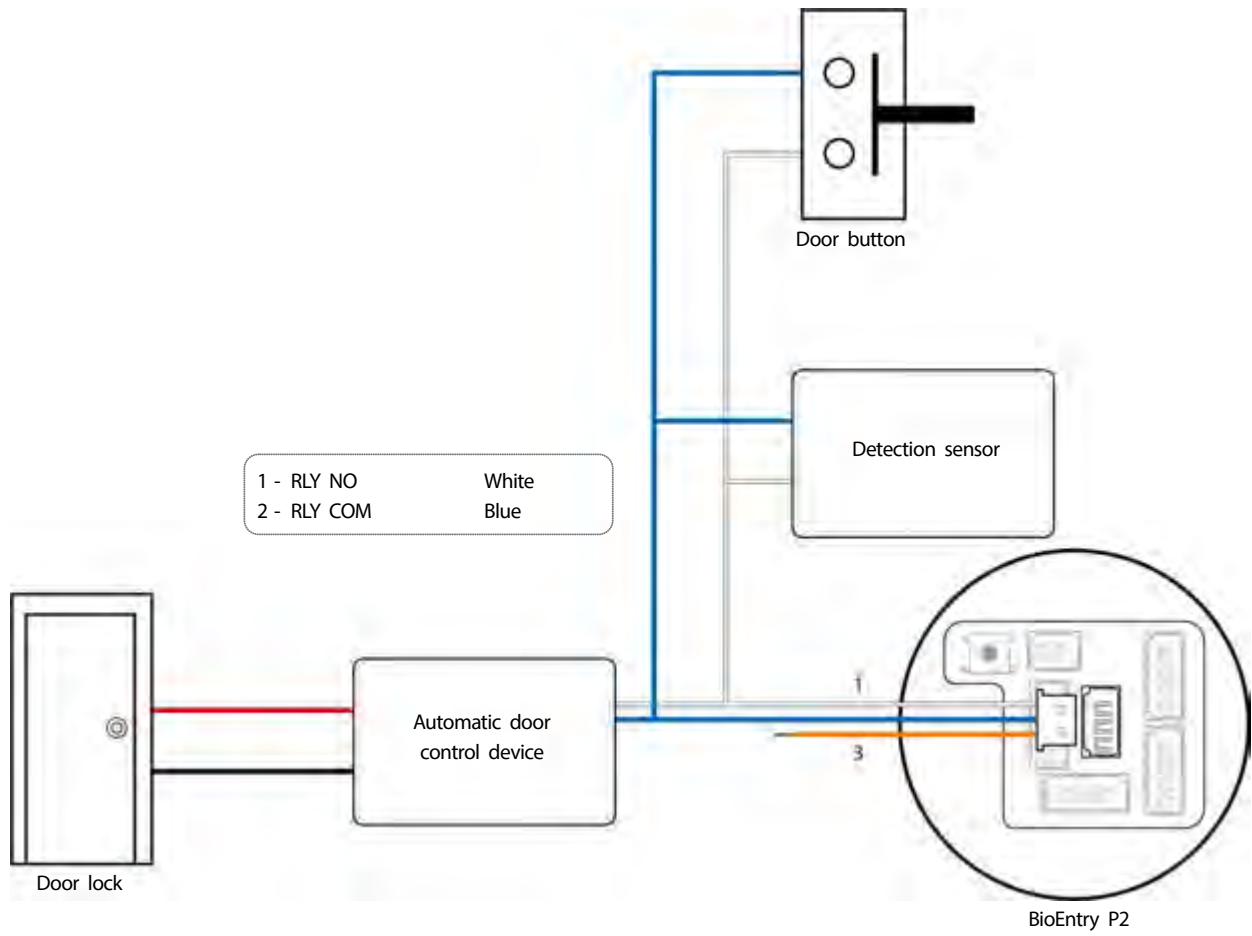 Door button
Detection sensor
1 - RLY NO White
2 - RLY COM Blue
1
3
Automatic door
control device
Door lock
BioEntry P2